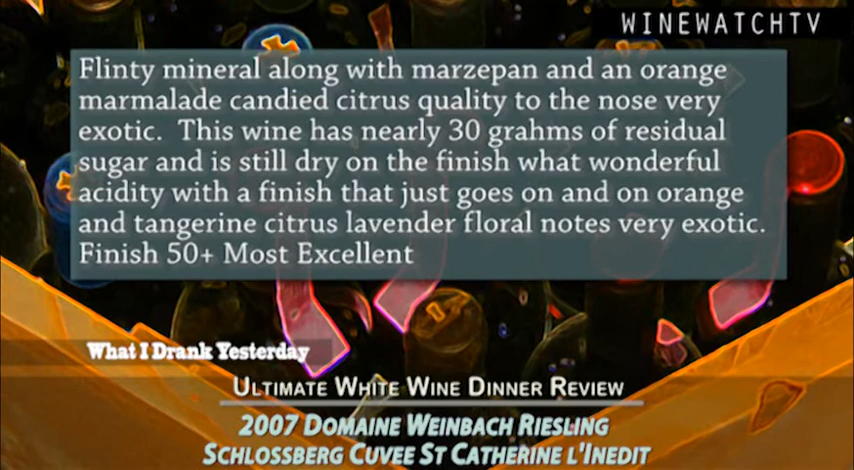 WINEWATCHTV
Flinty mineral along with marzepan and an orange
marmalade candied citrus quality to the nose very
exotic.  This wine has nearly 30 grahms of residual
sugar and is still dry on the finish what wonderful
acidity with a finish that just goes on and on orange
and tangerine citrus lavender floral notes very exotic.
Finish 50+ Most Excellent
What I Drank Yesterday
Ultimate White Wine Dinner Review
2007 Domaine Weinbach Riesling
Schlossberg Cuvee St Catherine l'Inedit